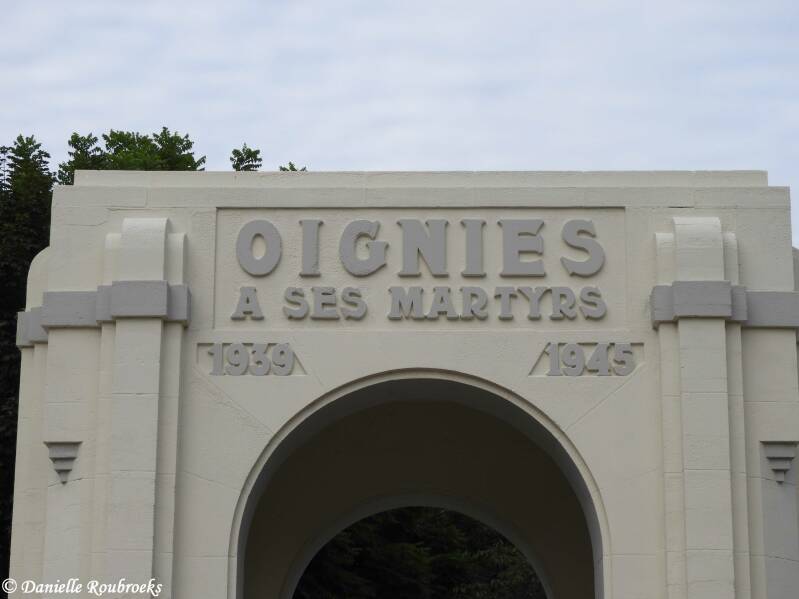 OIGNIES
A SES MARTYRS
1939 1945
© Danielle Roubroeks